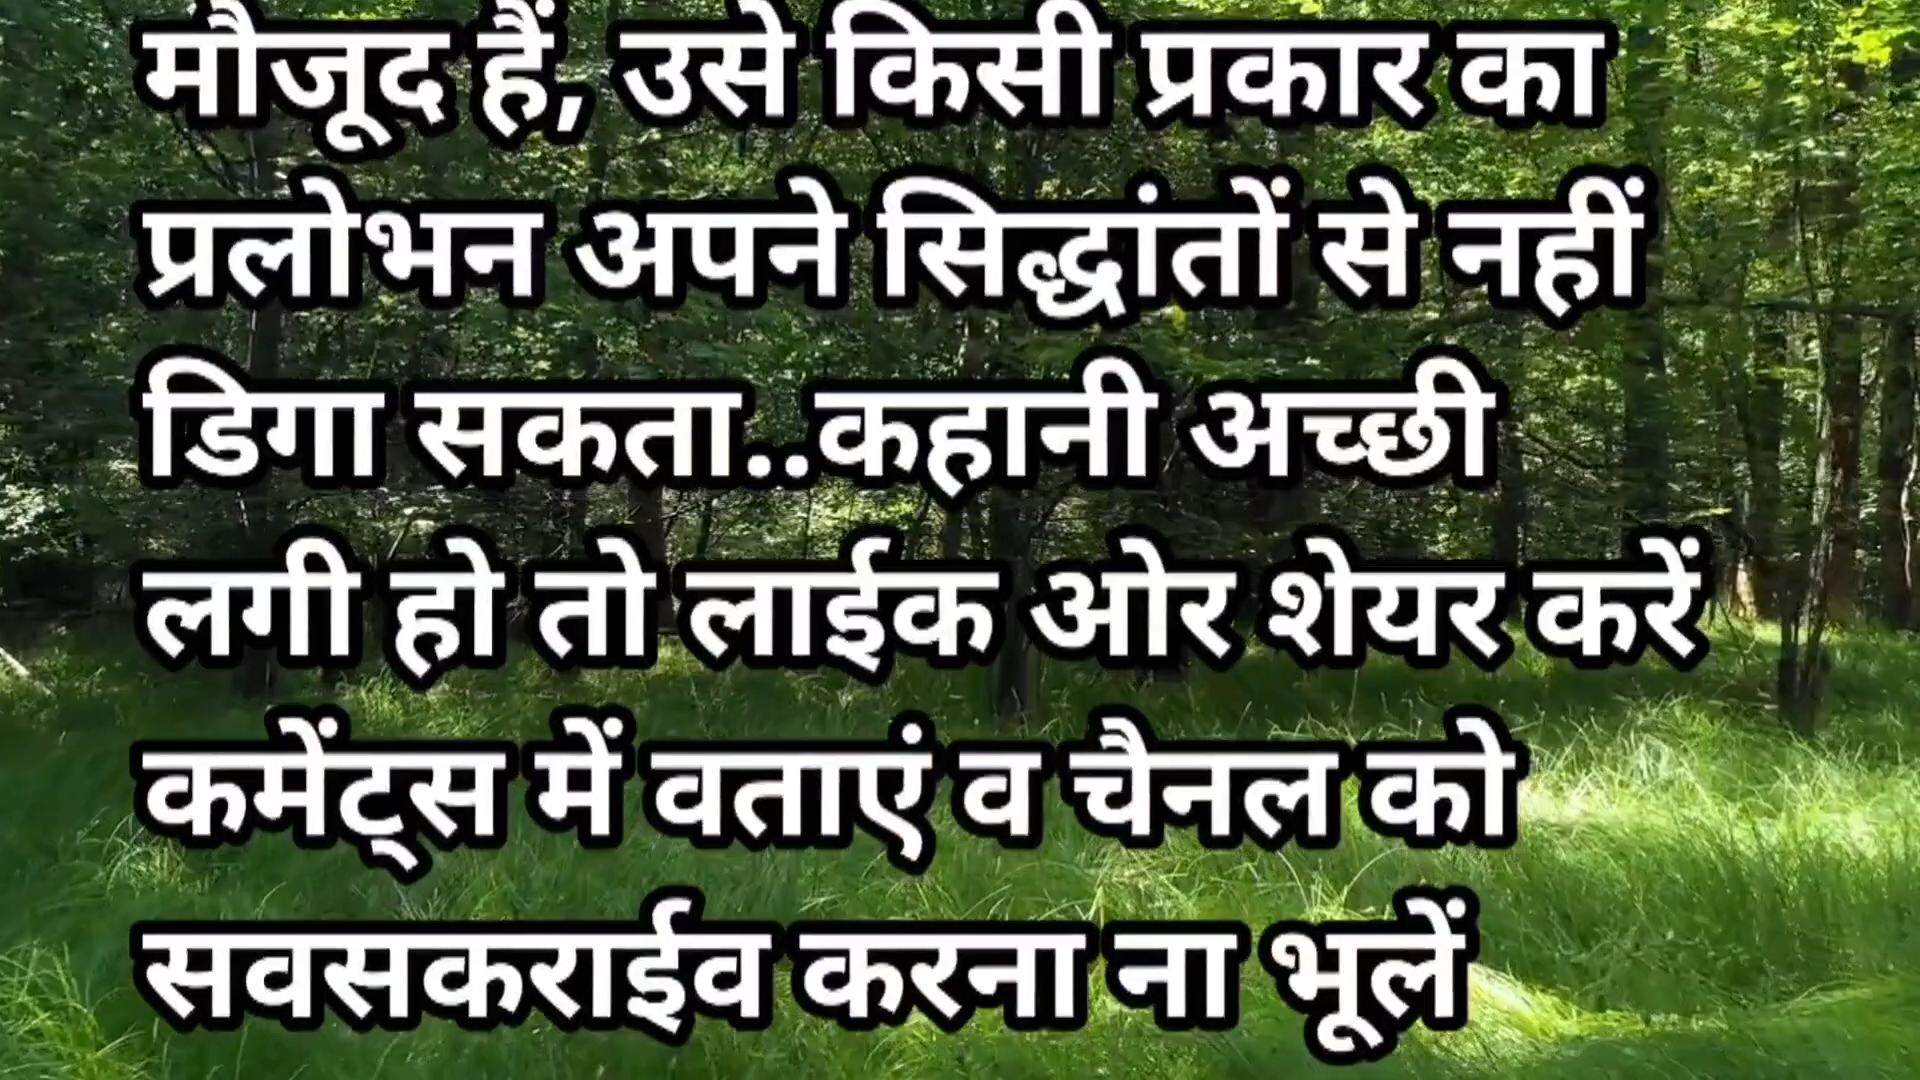 मौजूद हैं, उसे किसी प्रकार का
प्रलोभन अपने सिद्धांतों से नहीं
डिगा सकता..कहानी अच्छी
लगी हो तो लाईक ओर शेयर करें
कमेंट्स में वताएं व चैनल को
सवसकराईव करना ना भूलें